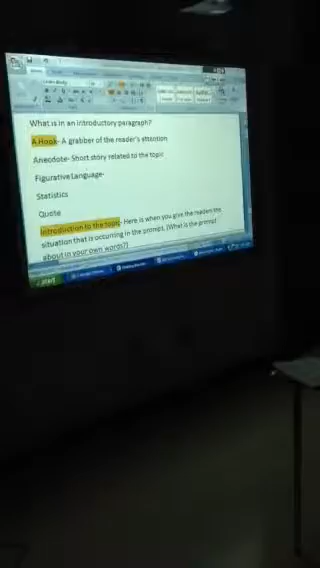 What is in an introductory paragraph?
A Hook- A grabber of the reader's attention
Anecdote- Short story related to the topic
Figurative Language-
Statistics
Quote
Introduction to the topic- Here is when you give the readers the
situation that is occurring in the prompt. (What is the prompt
about in your own words?)
start